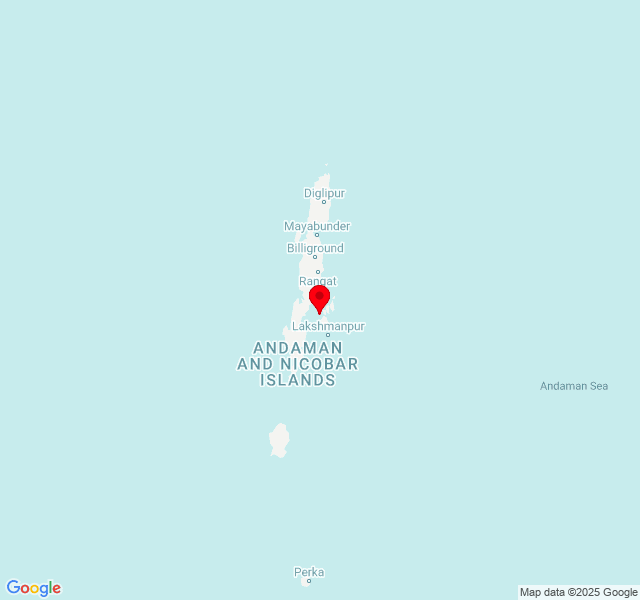 Diglipur
Mayabunder
Billiground
Rangat
Lakshmanpur
ANDAMAN
AND NICOBAR
ISLANDS
Andaman Sea
Perka
Google
Map data ©2025 Google